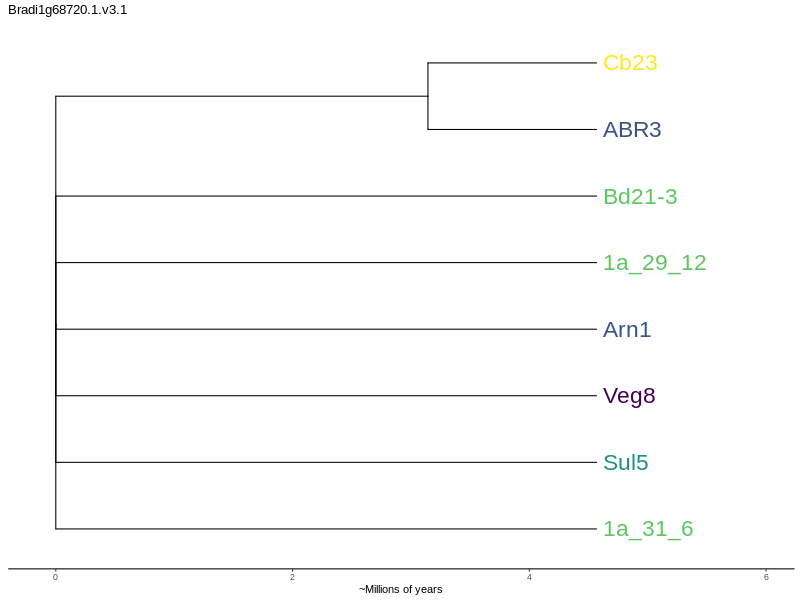 Bradi1g68720.1.v3.1
Cb23
ABR3
Bd21-3
1a_29_12
Arn1
Veg8
Sul5
1a_31_6
0 2 4 6
~Millions of years